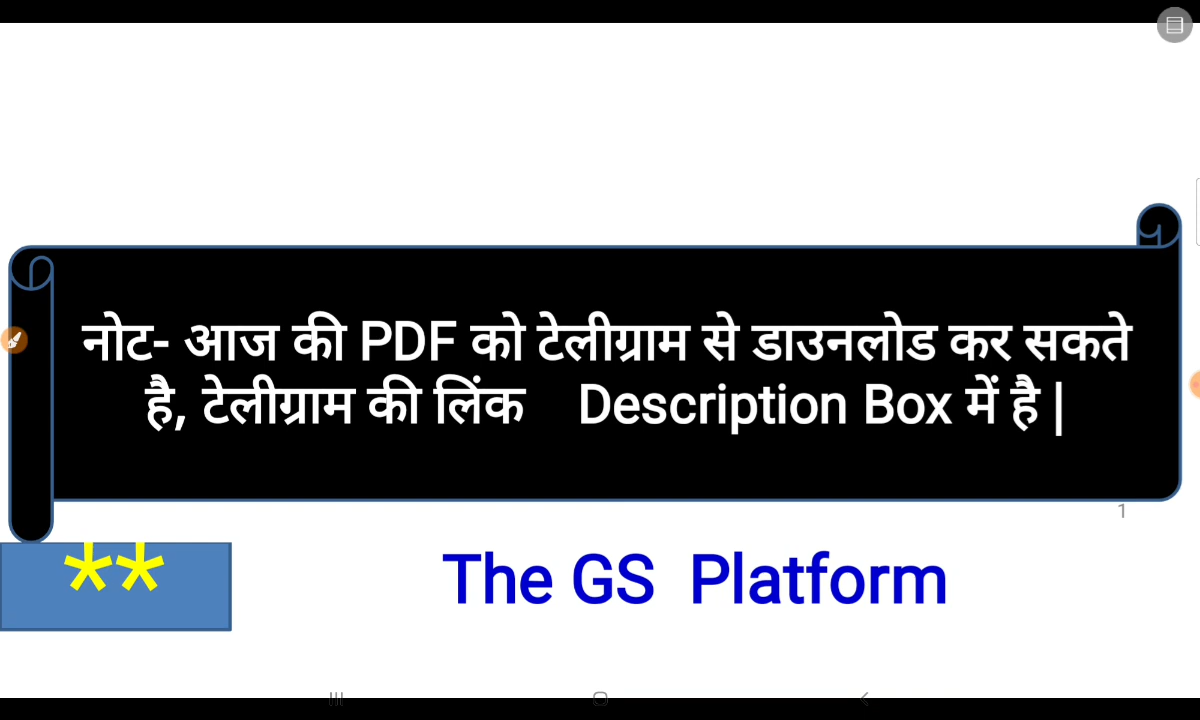 नोट- आज की PDF को टेलीग्राम से डाउनलोड कर सकते
है, टेलीग्राम की लिंक Description Box में है |
1
** The GS Platform